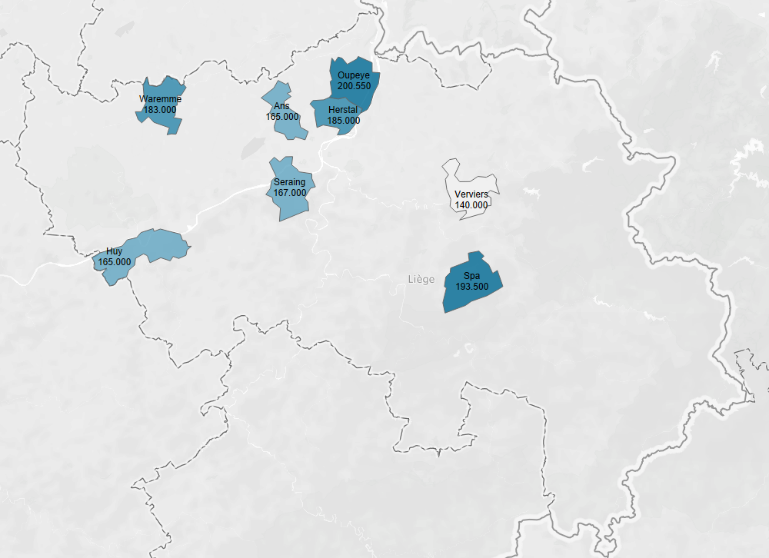 Oupeye
200.550
Waremme
183.000
Ans
165.000
Herstal
185.000
Seraing
167.000
Verviers
140.000
Huy
165.000
Liège
Spa
193.500